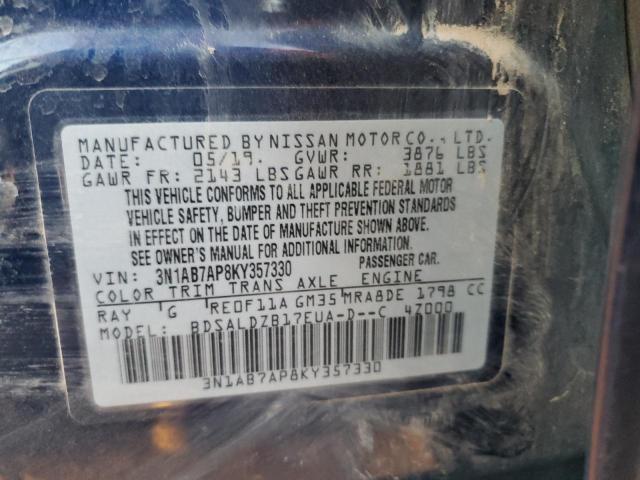 MANUFACTURED BY NISSAN MOTOR CO., LTD.
DATE: 05/19. GVWR: 3876 LBS
GAWR FR: 2143 LBS GAWR RR: 1881 LBS
THIS VEHICLE CONFORMS TO ALL APPLICABLE FEDERAL MOTOR
VEHICLE SAFETY, BUMPER AND THEFT PREVENTION STANDARDS
IN EFFECT ON THE DATE OF MANUFACTURE SHOWN ABOVE.
SEE OWNER'S MANUAL FOR ADDITIONAL INFORMATION.
VIN: 3N1AB7AP8KY357330 PASSENGER CAR.
COLOR TRIM TRANS AXLE ENGINE
RAY G RE0F11A GM35 MRA8DE 1798 CC
MODEL: BDSALDZB17EUA-D--C 4Z000
3N1AB7AP8KY357330